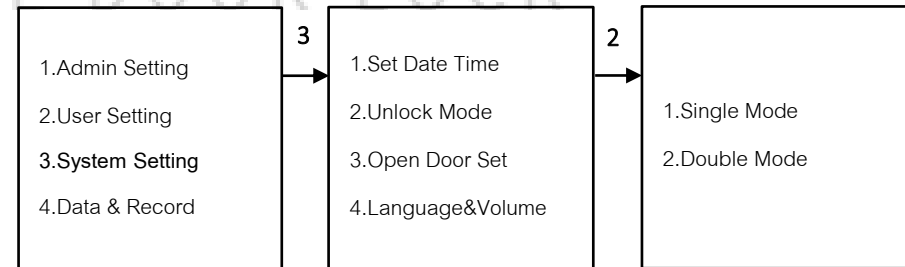 3
2
1.Admin Setting
2.User Setting
3.System Setting
4.Data & Record
1.Set Date Time
2.Unlock Mode
3.Open Door Set
4.Language&Volume
1.Single Mode
2.Double Mode